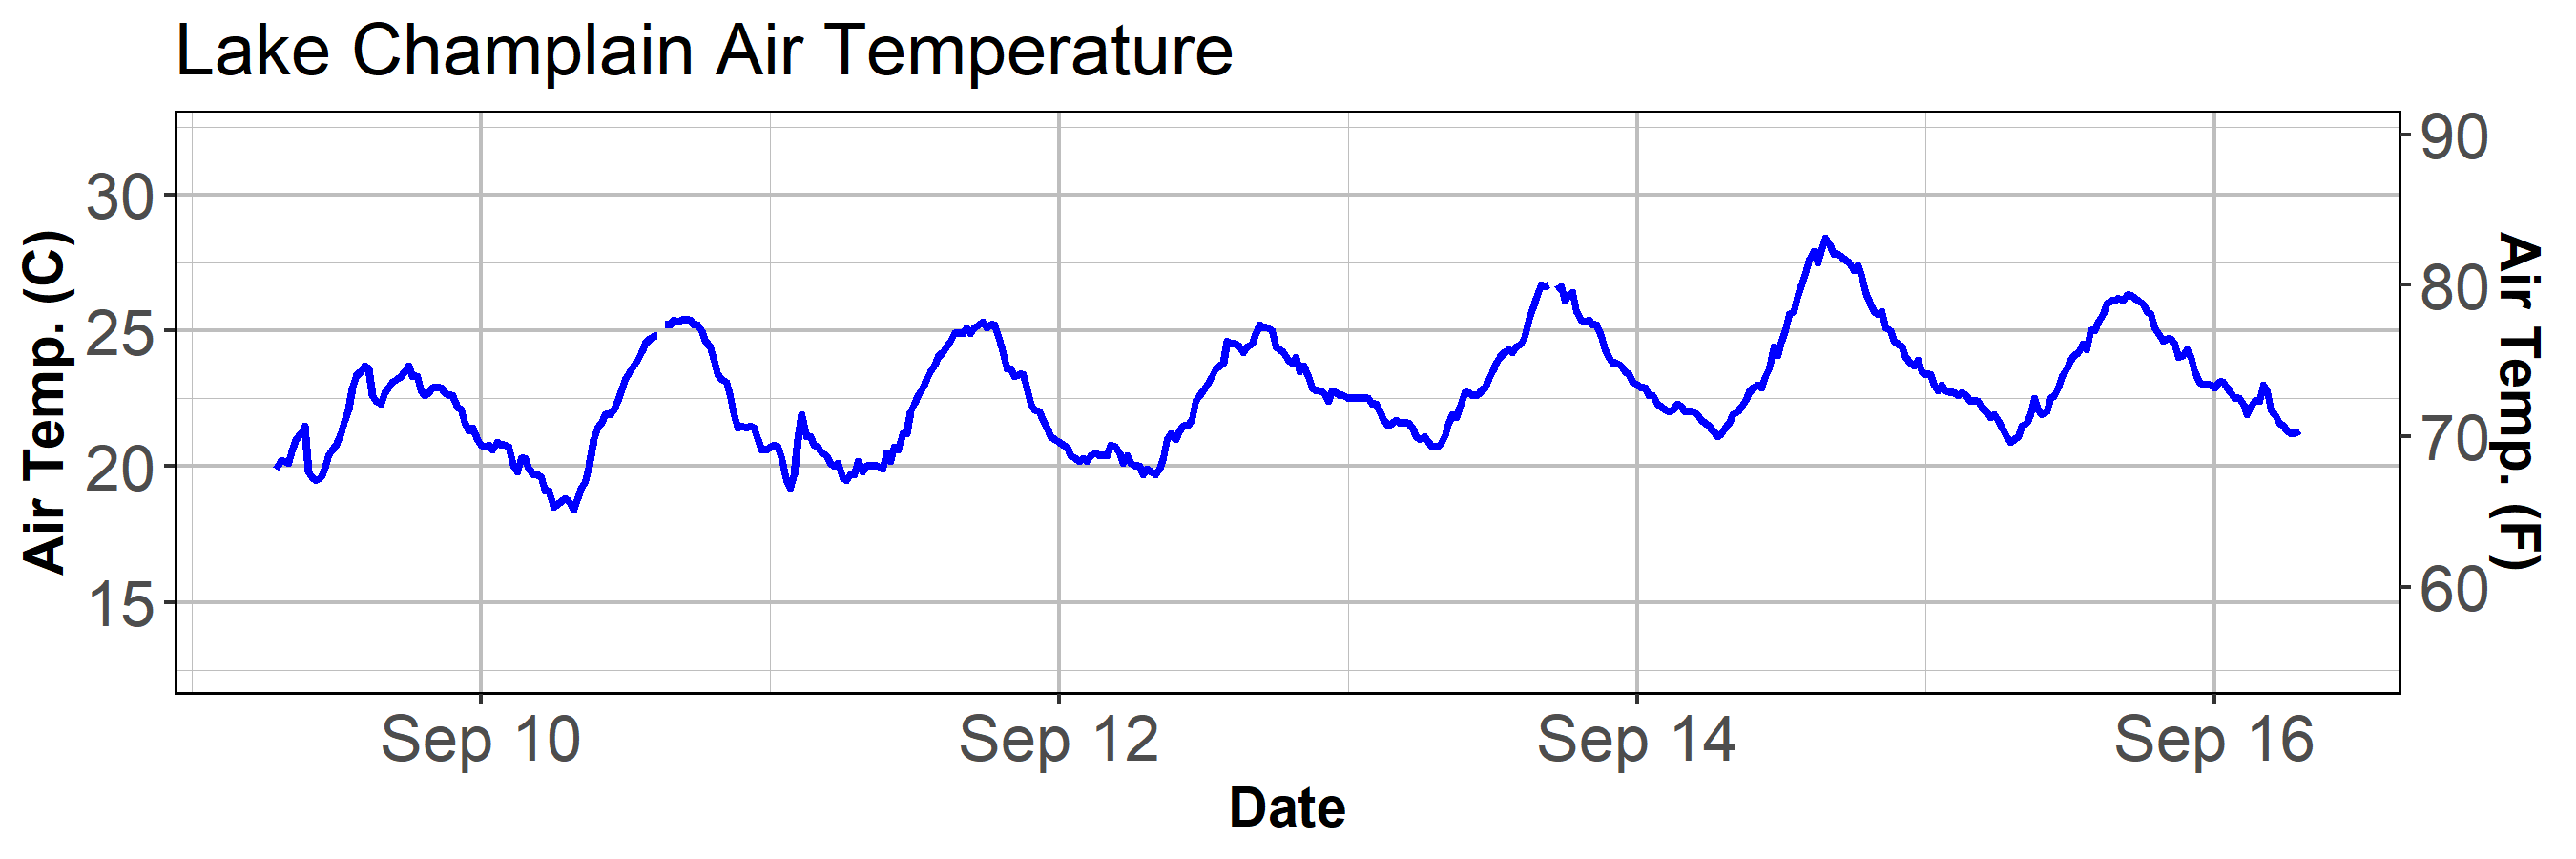 Lake Champlain Air Temperature
Air Temp. (C)
30
25
20
15
90
80
70
60
Air Temp. (F)
Sep 10
Sep 12
Sep 14
Sep 16
Date